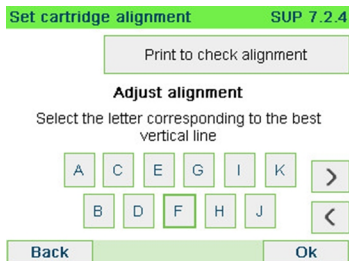 Set cartridge alignment SUP 7.2.4
Print to check alignment
Adjust alignment
Select the letter corresponding to the best
vertical line
A C E G I K >
B D F H J <
Back Ok